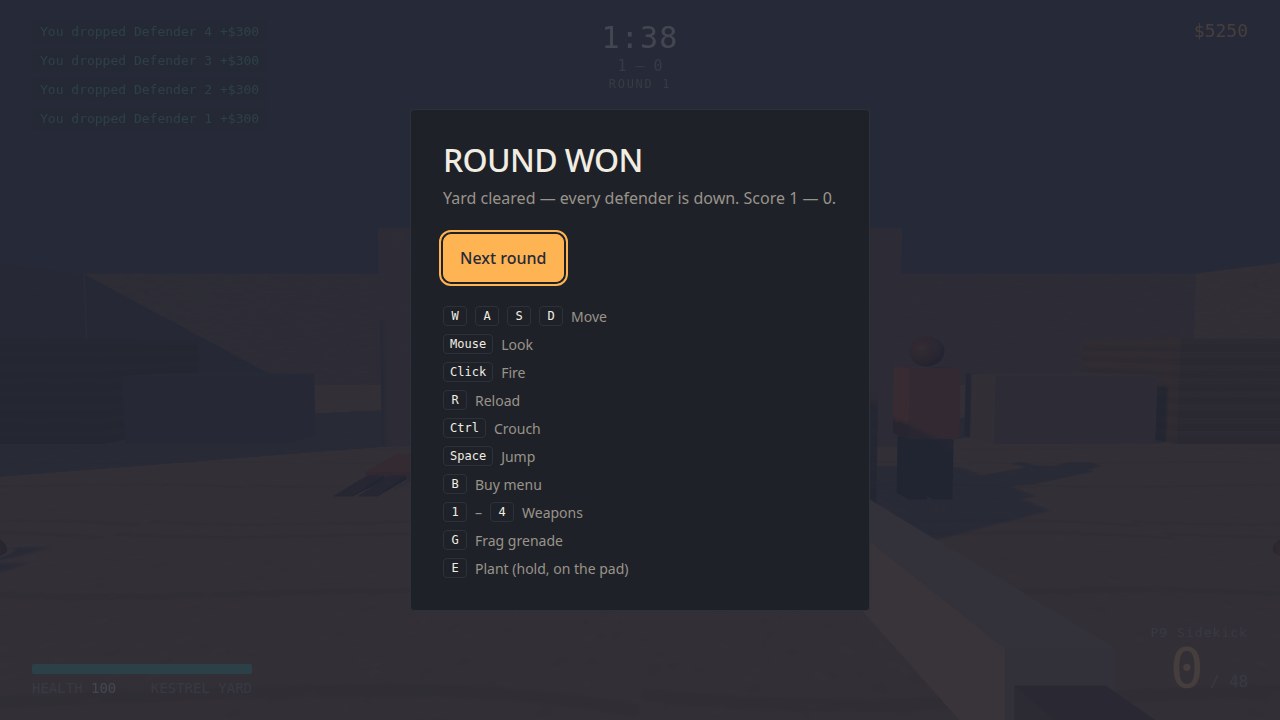 You dropped Defender 4 +$300
You dropped Defender 3 +$300
You dropped Defender 2 +$300
You dropped Defender 1 +$300
1:38
1 — 0
ROUND 1
$5250
ROUND WON
Yard cleared — every defender is down. Score 1 — 0.
Next round
W A S D Move
Mouse Look
Click Fire
R Reload
Ctrl Crouch
Space Jump
B Buy menu
1 – 4 Weapons
G Frag grenade
E Plant (hold, on the pad)
HEALTH 100 KESTREL YARD
P9 Sidekick
0 / 48